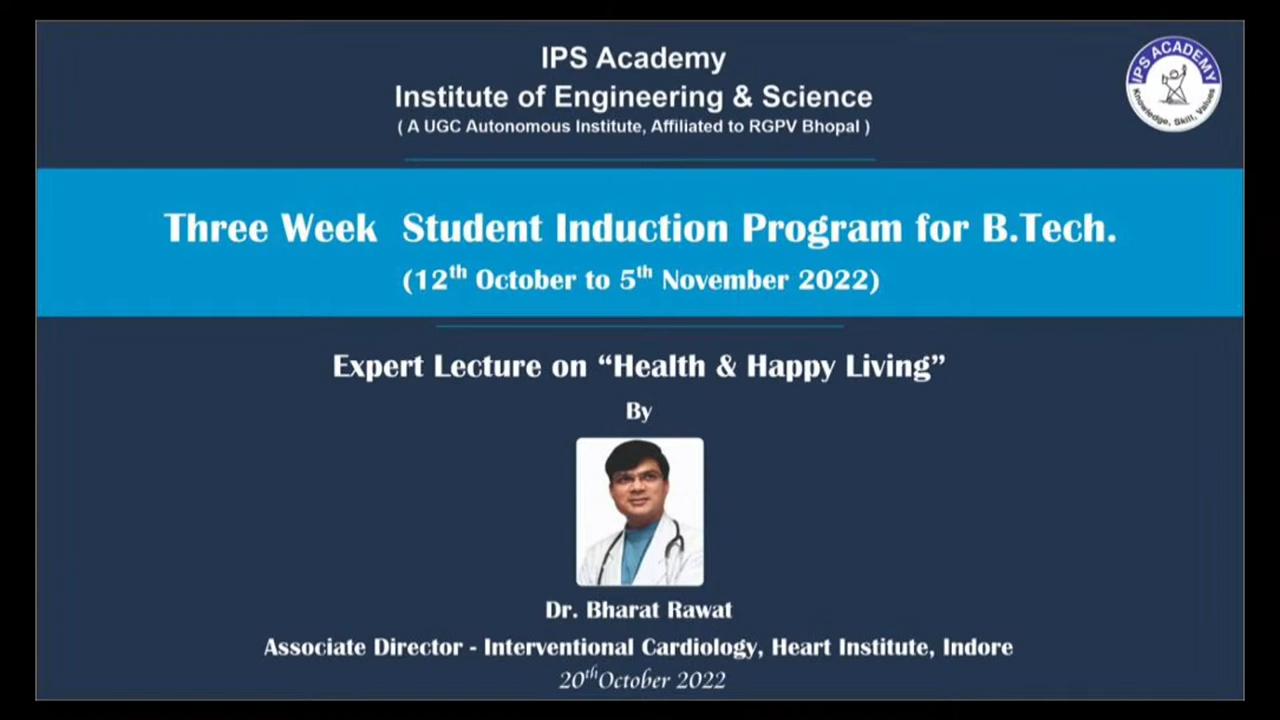 IPS Academy
Institute of Engineering & Science
( A UGC Autonomous Institute, Affiliated to RGPV Bhopal )
IPS ACADEMY
Knowledge, Skill, Values
Three Week Student Induction Program for B.Tech.
(12th October to 5th November 2022)
Expert Lecture on “Health & Happy Living”
By
Dr. Bharat Rawat
Associate Director - Interventional Cardiology, Heart Institute, Indore
20thOctober 2022